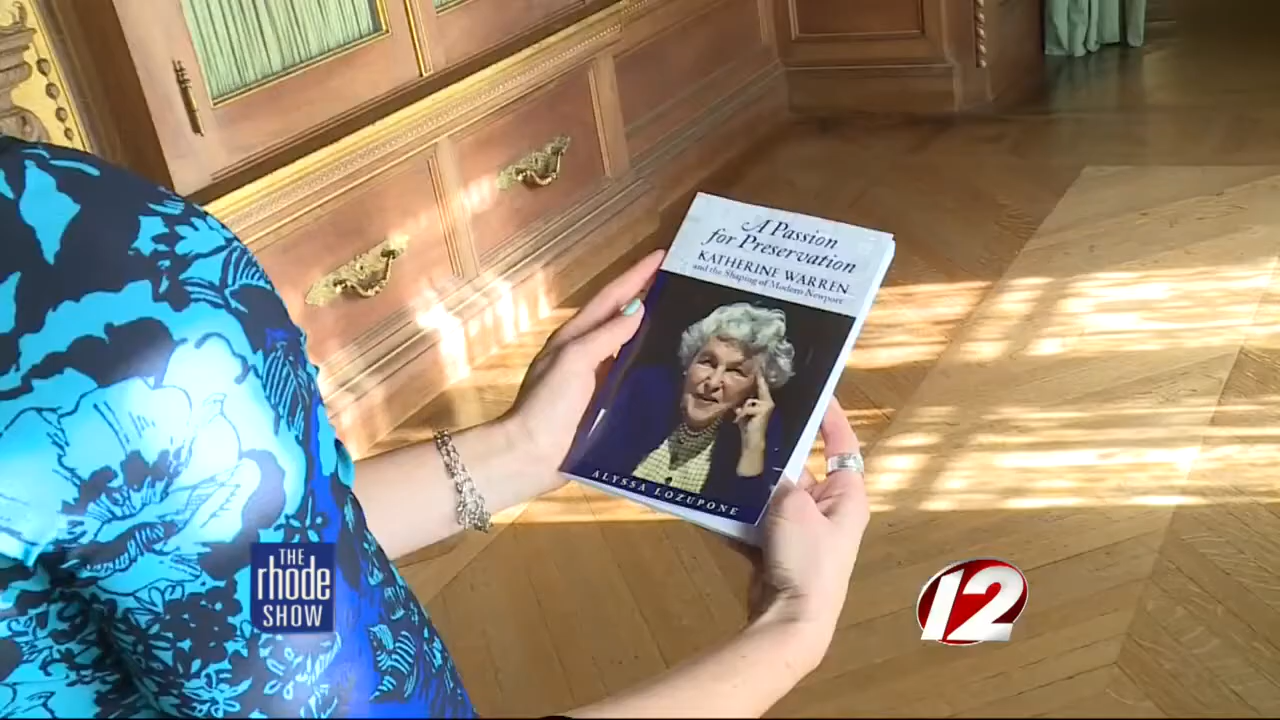 A Passion
for Preservation
KATHERINE WARREN
and the Shaping of Modern Newport
ALYSSA LOZUPONE
THE
rhode
SHOW
12